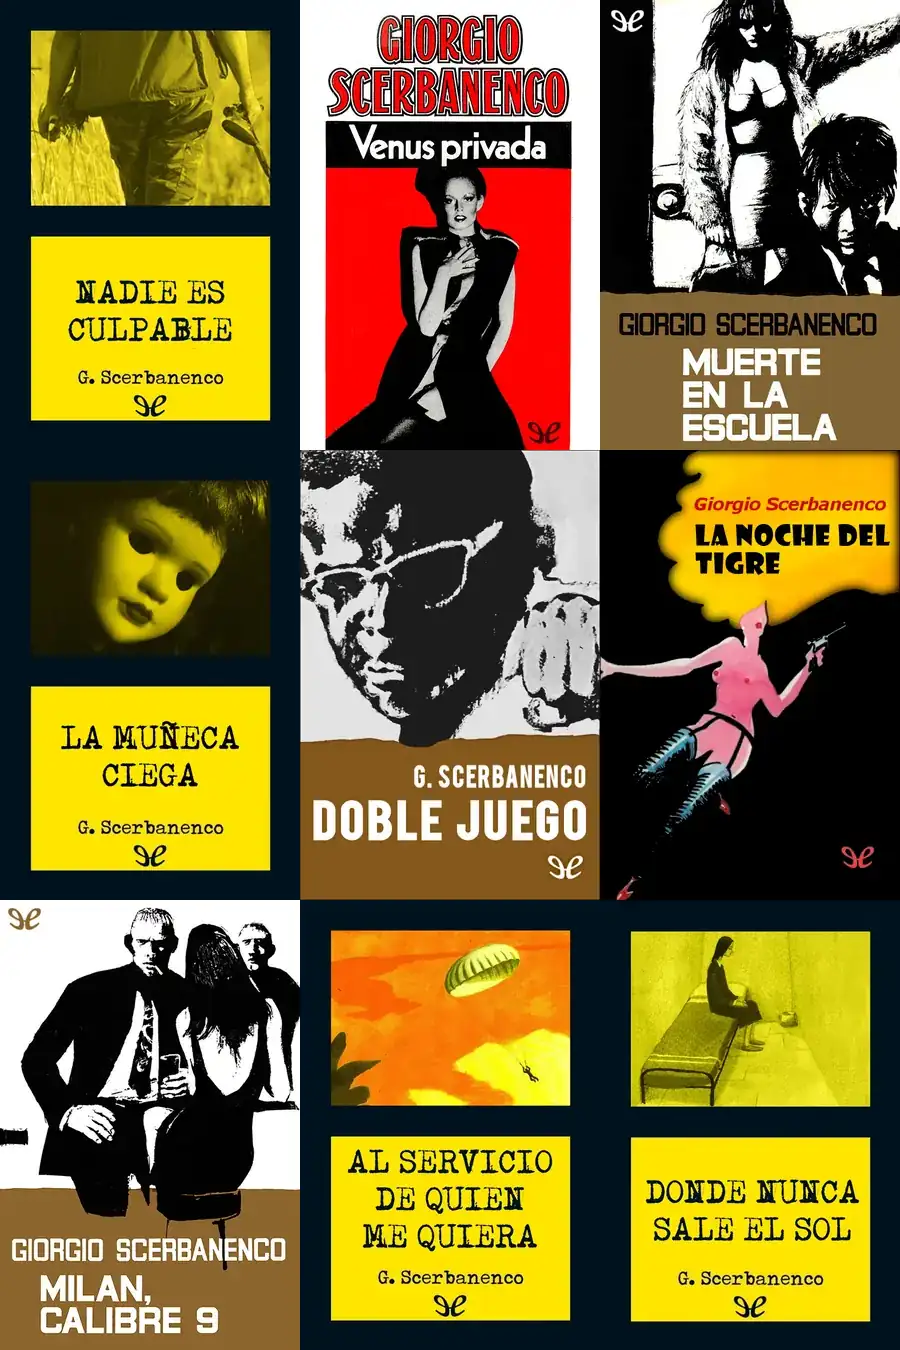 NADIE ES
CULPABLE
G. Scerbanenco
GIORGIO
SCERBANENCO
Venus privada
GIORGIO SCERBANENCO
MUERTE
EN LA
ESCUELA
LA MUÑECA
CIEGA
G. Scerbanenco
G. SCERBANENCO
DOBLE JUEGO
Giorgio Scerbanenco
LA NOCHE DEL
TIGRE
GIORGIO SCERBANENCO
MILAN,
CALIBRE 9
AL SERVICIO
DE QUIEN
ME QUIERA
G. Scerbanenco
DONDE NUNCA
SALE EL SOL
G. Scerbanenco